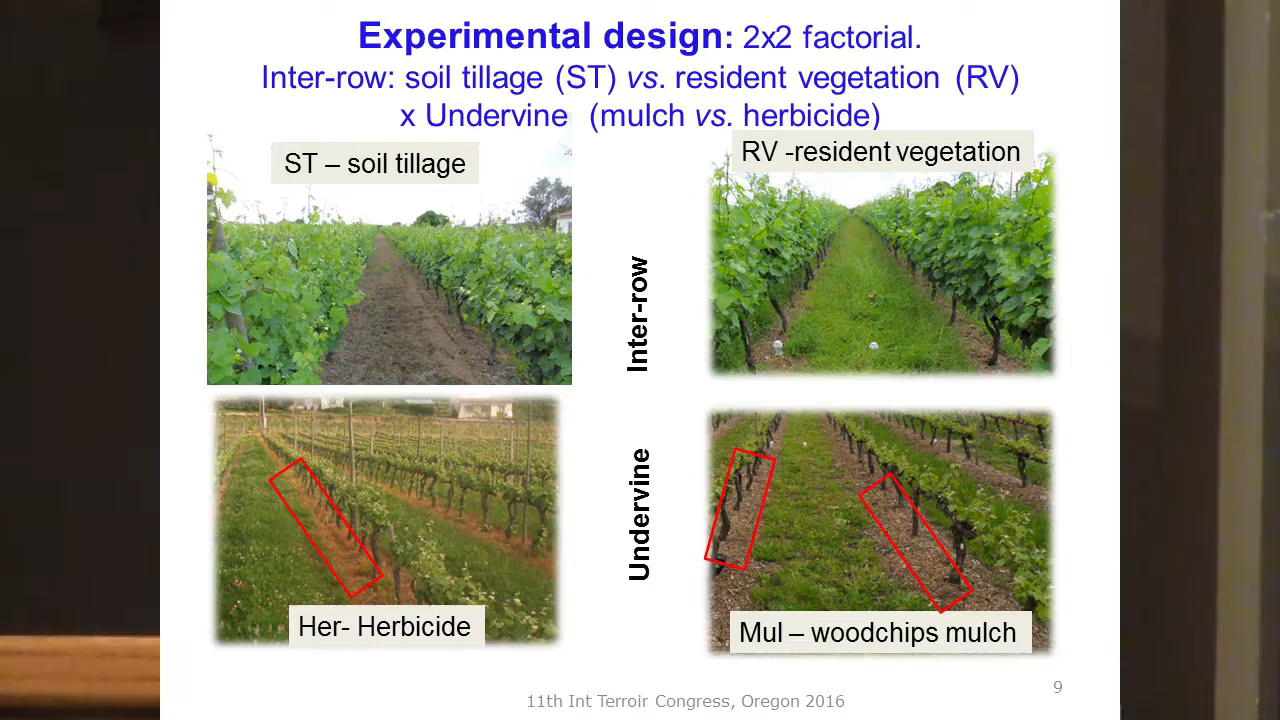 Experimental design: 2x2 factorial.
Inter-row: soil tillage (ST) vs. resident vegetation (RV)
x Undervine (mulch vs. herbicide)
ST – soil tillage
RV -resident vegetation
Inter-row
Undervine
Her- Herbicide
Mul – woodchips mulch
11th Int Terroir Congress, Oregon 2016
9